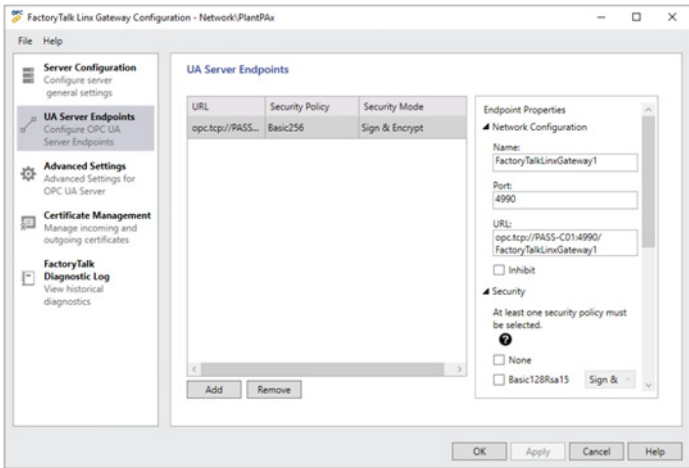 FactoryTalk Linx Gateway Configuration - Network\PlantPAx
File Help
Server Configuration
Configure server
general settings
UA Server Endpoints
Configure OPC UA
Server Endpoints
Advanced Settings
Advanced Settings for
OPC UA Server
Certificate Management
Manage incoming and
outgoing certificates
FactoryTalk
Diagnostic Log
View historical
diagnostics
UA Server Endpoints
URL Security Policy Security Mode
opc.tcp://PASS... Basic256 Sign & Encrypt
Add Remove
Endpoint Properties
Network Configuration
Name:
FactoryTalkLinxGateway1
Port:
4990
URL:
opc.tcp://PASS-C01:4990/
FactoryTalkLinxGateway1
Inhibit
Security
At least one security policy must
be selected.
?
None
Basic128Rsa15 Sign &
OK Apply Cancel Help